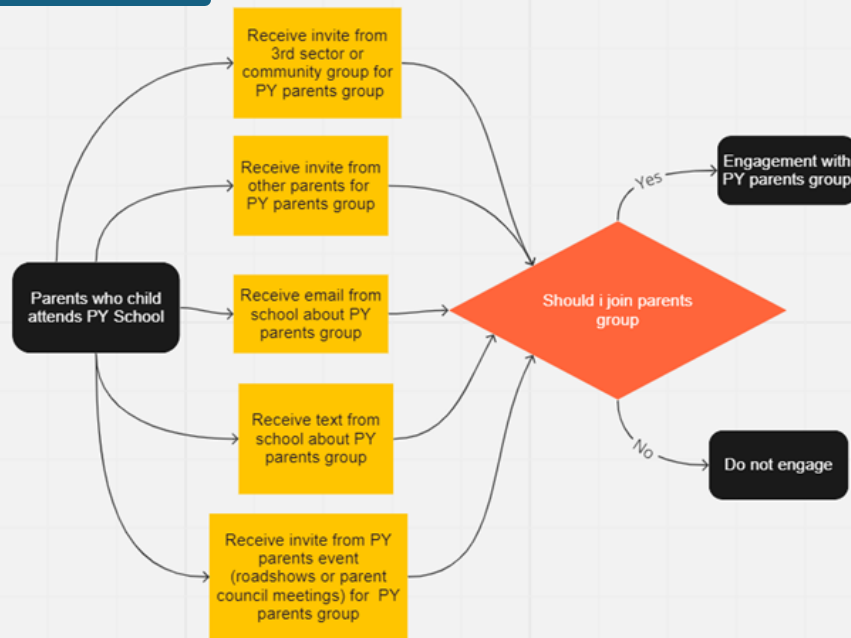 Receive invite from
3rd sector or
community group for
PY parents group
Receive invite from
other parents for
PY parents group
Engagement with
PY parents group
Yes
Parents who child
attends PY School
Receive email from
school about PY
parents group
Should i join parents
group
Receive text from
school about PY
parents group
No
Do not engage
Receive invite from PY
parents event
(roadshows or parent
council meetings) for PY
parents group